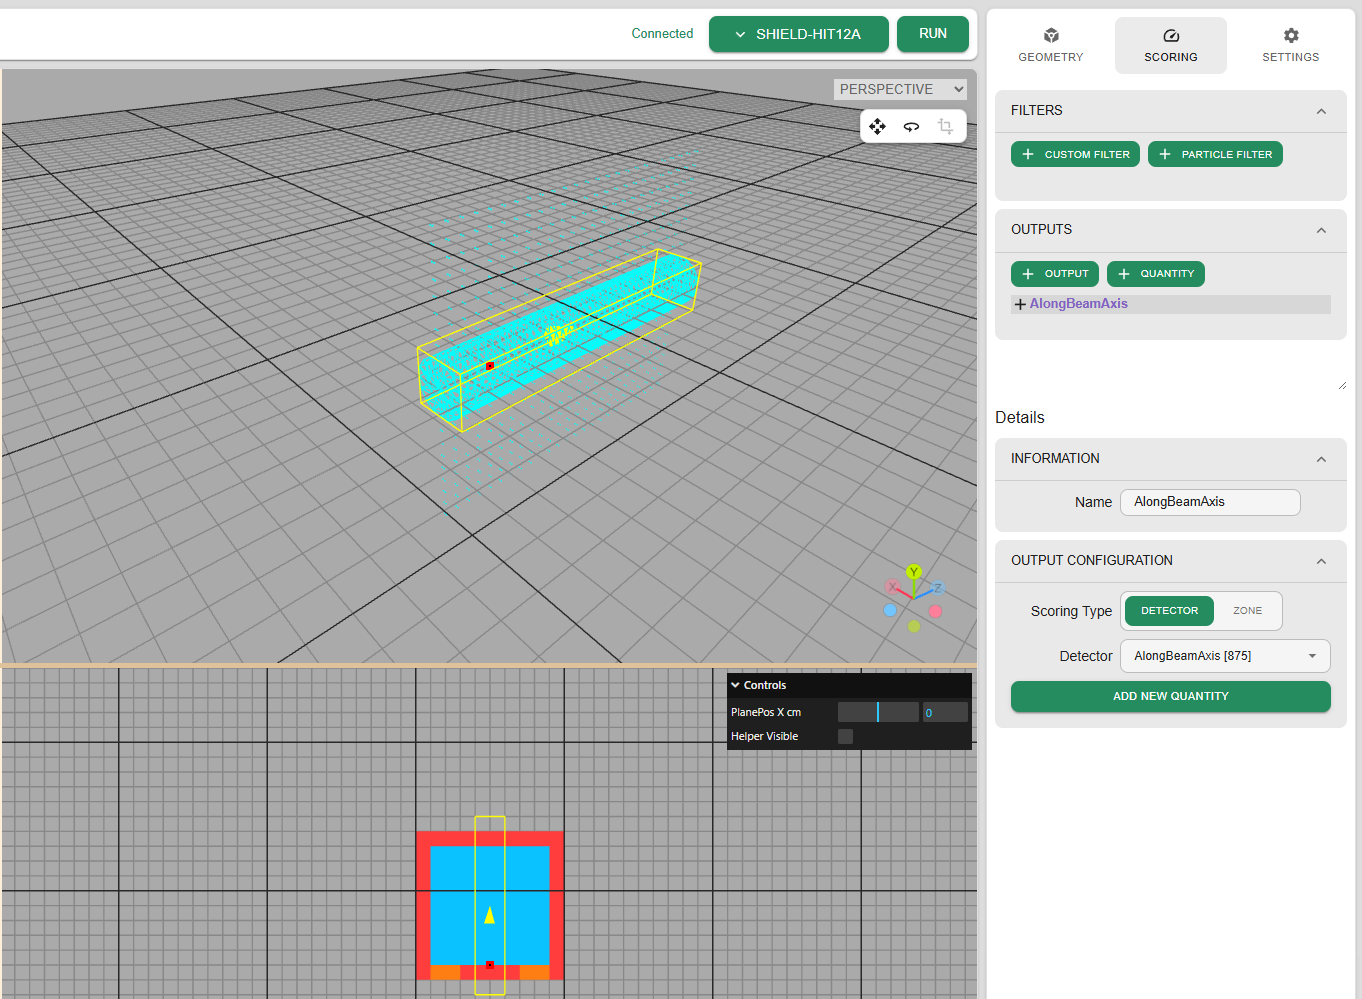 Connected
SHIELD-HIT12A
RUN
PERSPECTIVE
Y
X
Z
Controls
PlanePos X cm
0
Helper Visible
GEOMETRY
SCORING
SETTINGS
FILTERS
CUSTOM FILTER
PARTICLE FILTER
OUTPUTS
OUTPUT
QUANTITY
AlongBeamAxis
Details
INFORMATION
Name AlongBeamAxis
OUTPUT CONFIGURATION
Scoring Type DETECTOR ZONE
Detector AlongBeamAxis [875]
ADD NEW QUANTITY